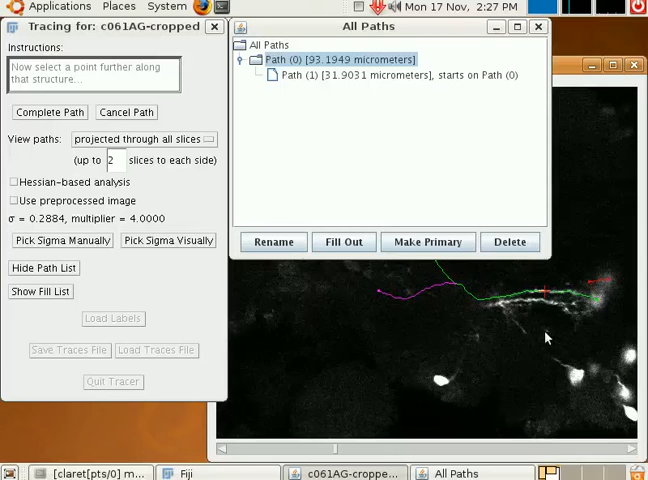 Applications Places System Mon 17 Nov, 2:27 PM
Tracing for: c061AG-cropped
Instructions:
Now select a point further along
that structure...
Complete Path Cancel Path
View paths: projected through all slices
(up to 2 slices to each side)
Hessian-based analysis
Use preprocessed image
σ = 0.2884, multiplier = 4.0000
Pick Sigma Manually Pick Sigma Visually
Hide Path List
Show Fill List
Load Labels
Save Traces File Load Traces File
Quit Tracer
All Paths
All Paths
Path (0) [93.1949 micrometers]
Path (1) [31.9031 micrometers], starts on Path (0)
Rename Fill Out Make Primary Delete
[claret[pts/0] m... Fiji c061AG-croppe... All Paths